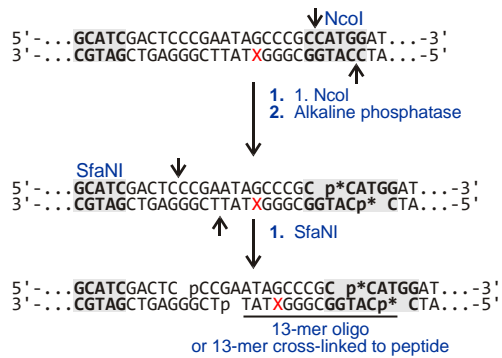 NcoI
5'-...GCATCGACTCCCGAATAGCCCGCCATGGAT...-3'
3'-...CGTAGCTGAGGGCTTATXGGGCGGTACCTA...-5'
1. 1. NcoI
2. Alkaline phosphatase
SfaNI
5'-...GCATCGACTCCCGAATAGCCCGC p*CATGGAT...-3'
3'-...CGTAGCTGAGGGCTTATXGGGCGGTACp* CTA...-5'
1. SfaNI
5'-...GCATCGACTC pCCGAATAGCCCGC p*CATGGAT...-3'
3'-...CGTAGCTGAGGGCTp TATXGGGCGGTACp* CTA...-5'
13-mer oligo
or 13-mer cross-linked to peptide